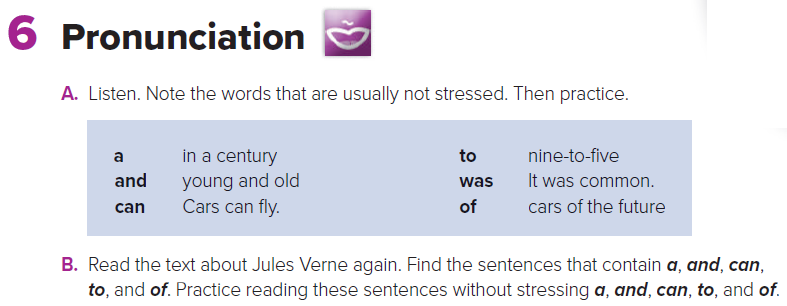 6 Pronunciation
A. Listen. Note the words that are usually not stressed. Then practice.
a in a century to nine-to-five
and young and old was It was common.
can Cars can fly. of cars of the future
B. Read the text about Jules Verne again. Find the sentences that contain a, and, can,
to, and of. Practice reading these sentences without stressing a, and, can, to, and of.